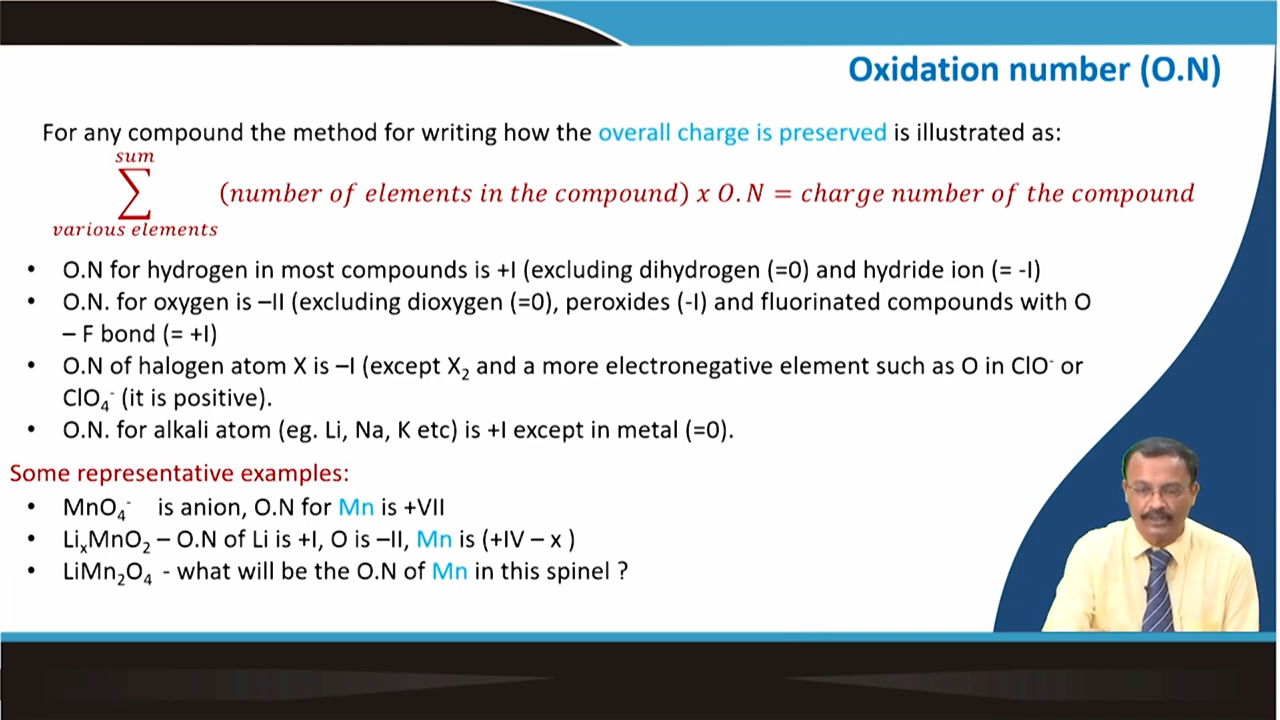 Oxidation number (O.N)
For any compound the method for writing how the overall charge is preserved is illustrated as:
sum
∑ (number of elements in the compound) x O.N = charge number of the compound
various elements
• O.N for hydrogen in most compounds is +I (excluding dihydrogen (=0) and hydride ion (= -I)
• O.N. for oxygen is –II (excluding dioxygen (=0), peroxides (-I) and fluorinated compounds with O
– F bond (= +I)
• O.N of halogen atom X is –I (except X₂ and a more electronegative element such as O in ClO⁻ or
ClO₄⁻ (it is positive).
• O.N. for alkali atom (eg. Li, Na, K etc) is +I except in metal (=0).
Some representative examples:
• MnO₄⁻ is anion, O.N for Mn is +VII
• LiₓMnO₂ – O.N of Li is +I, O is –II, Mn is (+IV – x )
• LiMn₂O₄ - what will be the O.N of Mn in this spinel ?